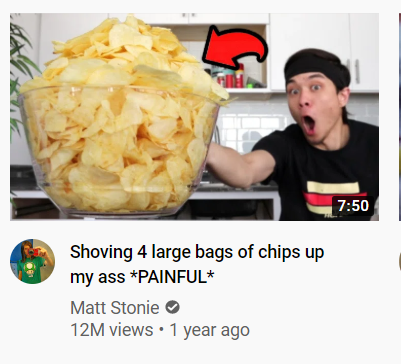 7:50
Shoving 4 large bags of chips up
my ass *PAINFUL*
Matt Stonie
12M views • 1 year ago